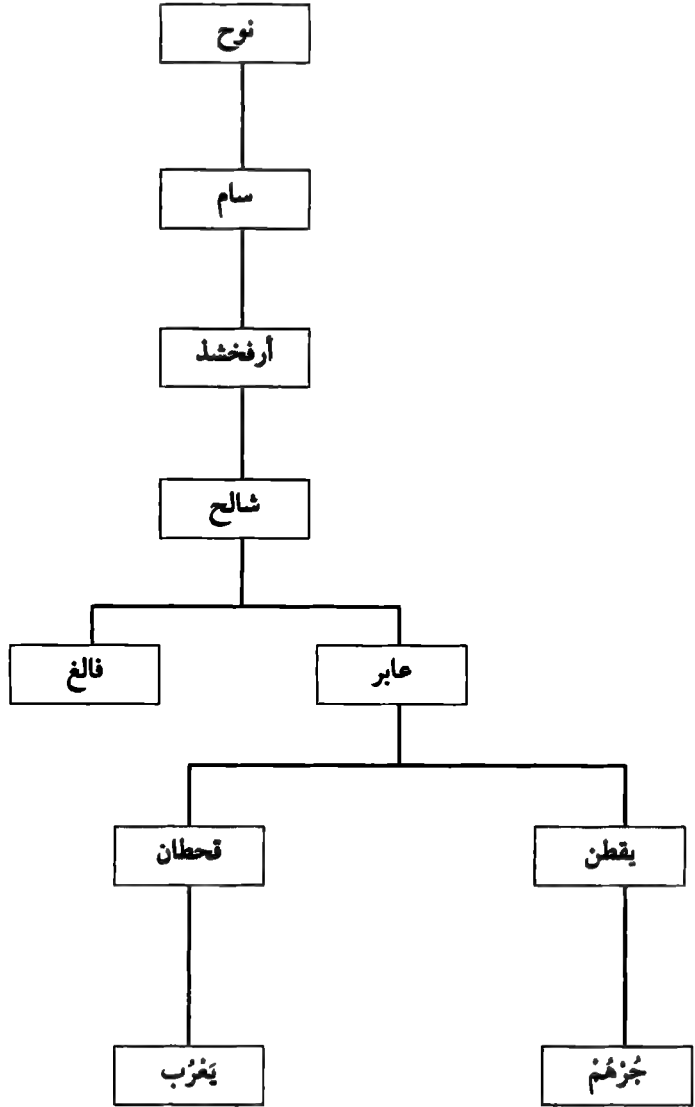 نوح
سام
أرفخشذ
شالح
عابر
فالغ
يقطن
قحطان
جُرْهُمْ
يَعْرُب